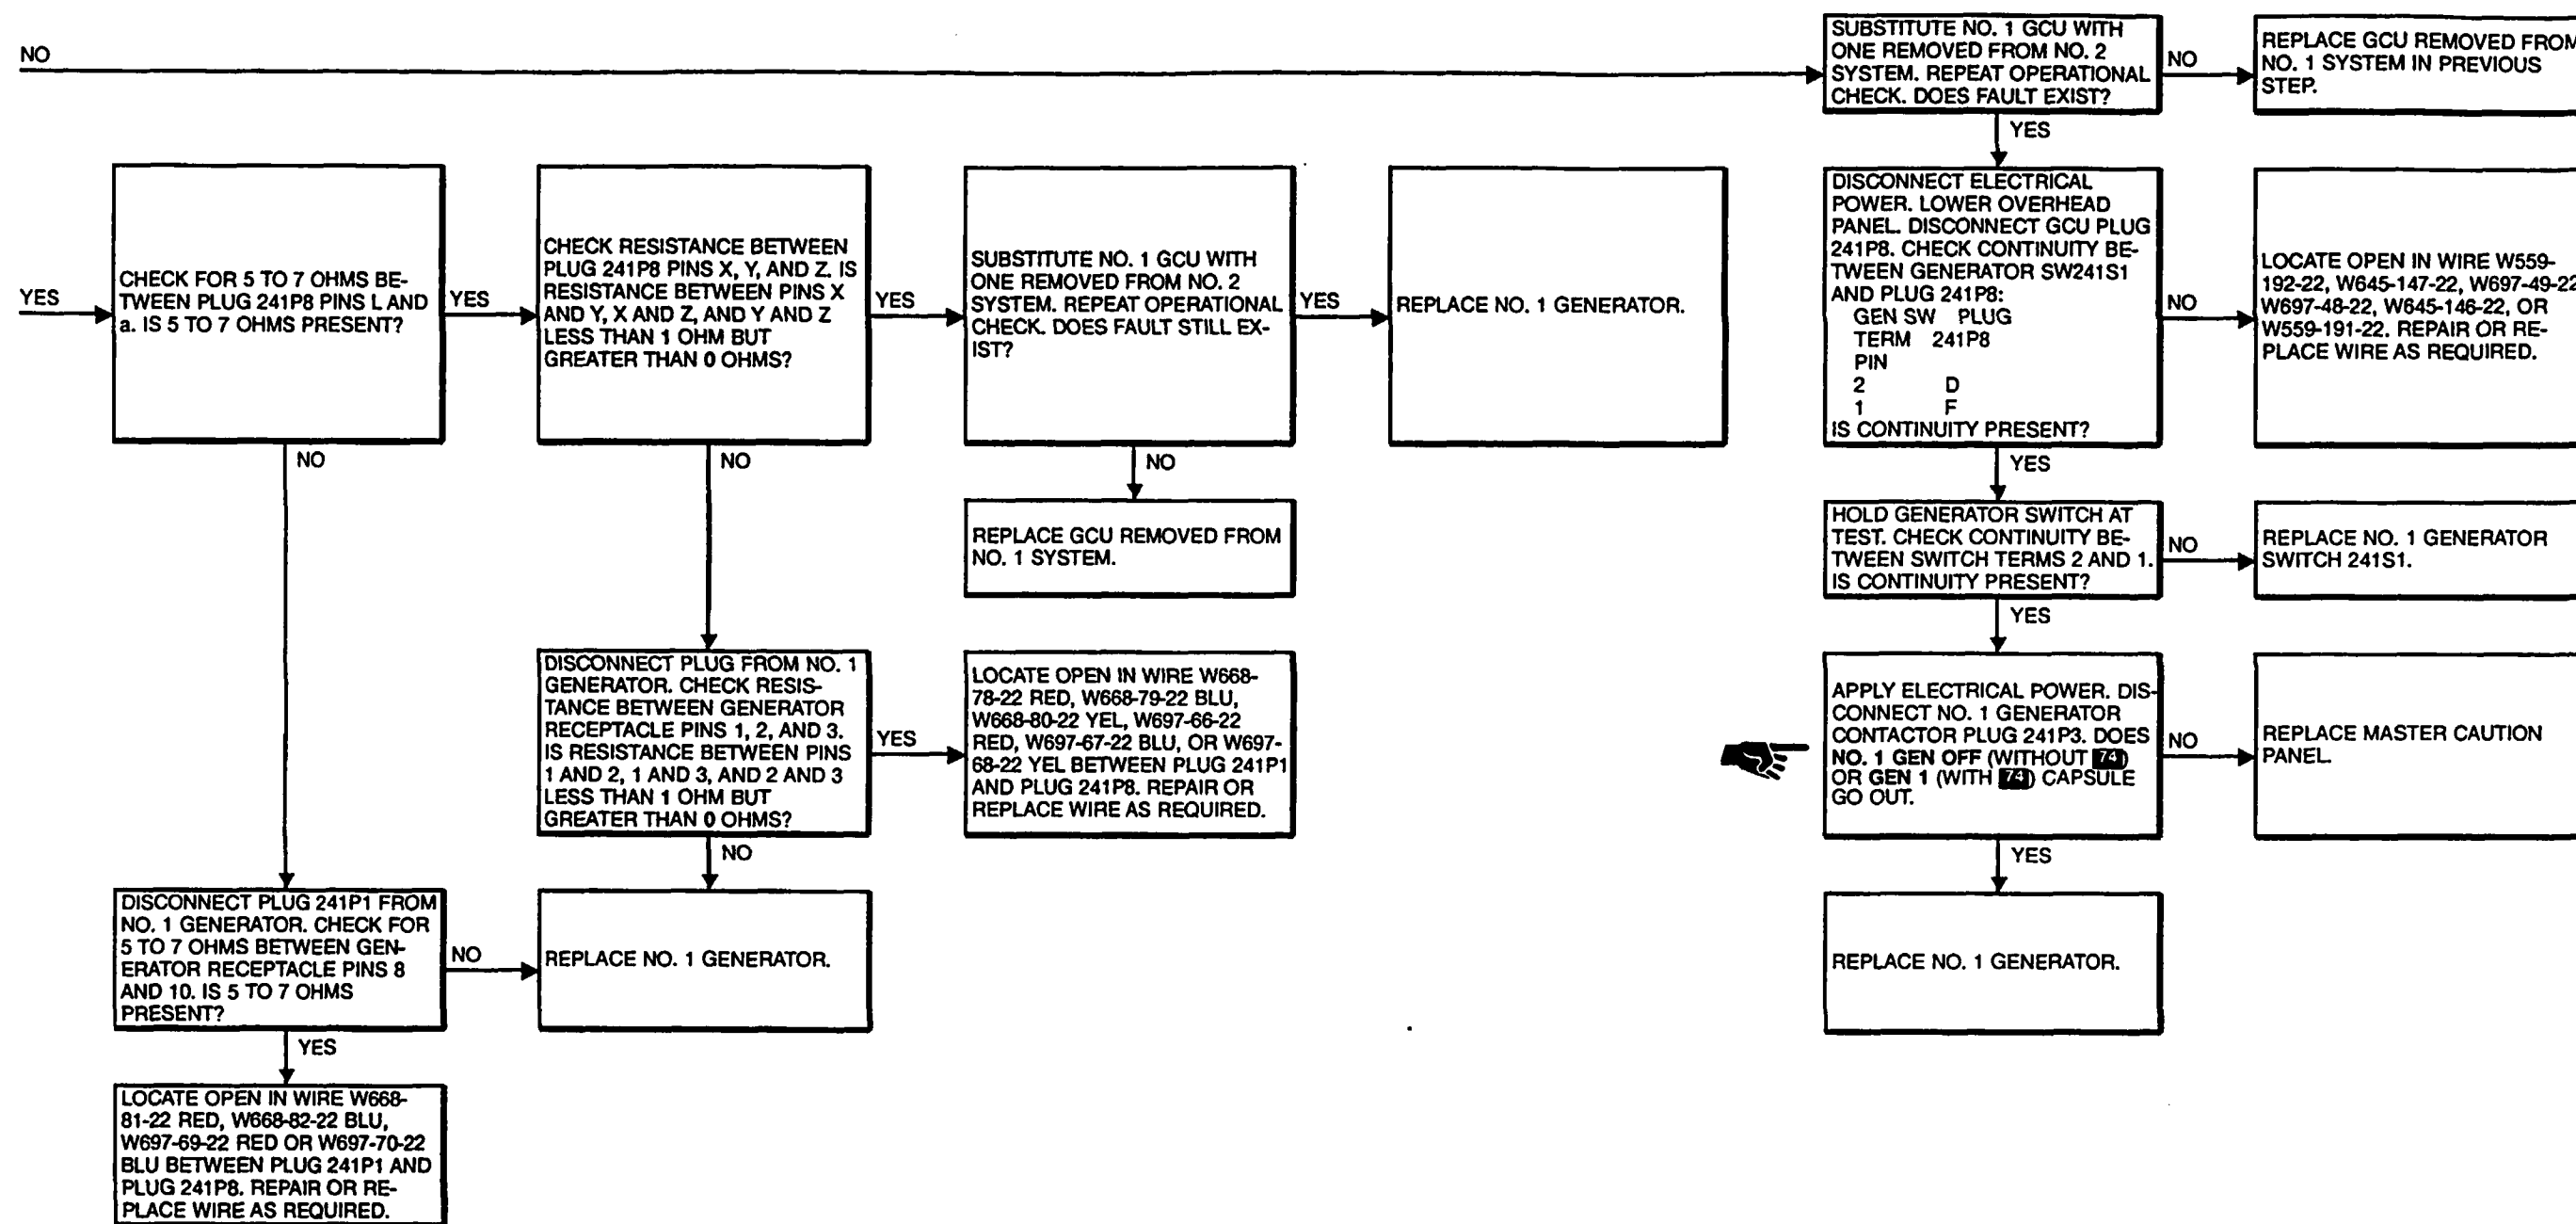 NO
SUBSTITUTE NO. 1 GCU WITH
ONE REMOVED FROM NO. 2
SYSTEM. REPEAT OPERATIONAL
CHECK. DOES FAULT EXIST?
NO
REPLACE GCU REMOVED FROM
NO. 1 SYSTEM IN PREVIOUS
STEP.
YES
YES
CHECK FOR 5 TO 7 OHMS BE-
TWEEN PLUG 241P8 PINS L AND
a. IS 5 TO 7 OHMS PRESENT?
YES
CHECK RESISTANCE BETWEEN
PLUG 241P8 PINS X, Y, AND Z. IS
RESISTANCE BETWEEN PINS X
AND Y, X AND Z, AND Y AND Z
LESS THAN 1 OHM BUT
GREATER THAN 0 OHMS?
YES
SUBSTITUTE NO. 1 GCU WITH
ONE REMOVED FROM NO. 2
SYSTEM. REPEAT OPERATIONAL
CHECK. DOES FAULT STILL EX-
IST?
YES
REPLACE NO. 1 GENERATOR.
DISCONNECT ELECTRICAL
POWER. LOWER OVERHEAD
PANEL. DISCONNECT GCU PLUG
241P8. CHECK CONTINUITY BE-
TWEEN GENERATOR SW241S1
AND PLUG 241P8:
GEN SW PLUG
TERM 241P8
PIN
2 D
1 F
IS CONTINUITY PRESENT?
NO
LOCATE OPEN IN WIRE W559-
192-22, W645-147-22, W697-49-22
W697-48-22, W645-146-22, OR
W559-191-22. REPAIR OR RE-
PLACE WIRE AS REQUIRED.
NO
NO
NO
YES
REPLACE GCU REMOVED FROM
NO. 1 SYSTEM.
HOLD GENERATOR SWITCH AT
TEST. CHECK CONTINUITY BE-
TWEEN SWITCH TERMS 2 AND 1.
IS CONTINUITY PRESENT?
NO
REPLACE NO. 1 GENERATOR
SWITCH 241S1.
YES
DISCONNECT PLUG FROM NO. 1
GENERATOR. CHECK RESIS-
TANCE BETWEEN GENERATOR
RECEPTACLE PINS 1, 2, AND 3.
IS RESISTANCE BETWEEN PINS
1 AND 2, 1 AND 3, AND 2 AND 3
LESS THAN 1 OHM BUT
GREATER THAN 0 OHMS?
YES
LOCATE OPEN IN WIRE W668-
78-22 RED, W668-79-22 BLU,
W668-80-22 YEL, W697-66-22
RED, W697-67-22 BLU, OR W697-
68-22 YEL BETWEEN PLUG 241P1
AND PLUG 241P8. REPAIR OR
REPLACE WIRE AS REQUIRED.
APPLY ELECTRICAL POWER. DIS-
CONNECT NO. 1 GENERATOR
CONTACTOR PLUG 241P3. DOES
NO. 1 GEN OFF (WITHOUT 74)
OR GEN 1 (WITH 74) CAPSULE
GO OUT.
NO
REPLACE MASTER CAUTION
PANEL.
NO
YES
DISCONNECT PLUG 241P1 FROM
NO. 1 GENERATOR. CHECK FOR
5 TO 7 OHMS BETWEEN GEN-
ERATOR RECEPTACLE PINS 8
AND 10. IS 5 TO 7 OHMS
PRESENT?
NO
REPLACE NO. 1 GENERATOR.
REPLACE NO. 1 GENERATOR.
YES
LOCATE OPEN IN WIRE W668-
81-22 RED, W668-82-22 BLU,
W697-69-22 RED OR W697-70-22
BLU BETWEEN PLUG 241P1 AND
PLUG 241P8. REPAIR OR RE-
PLACE WIRE AS REQUIRED.